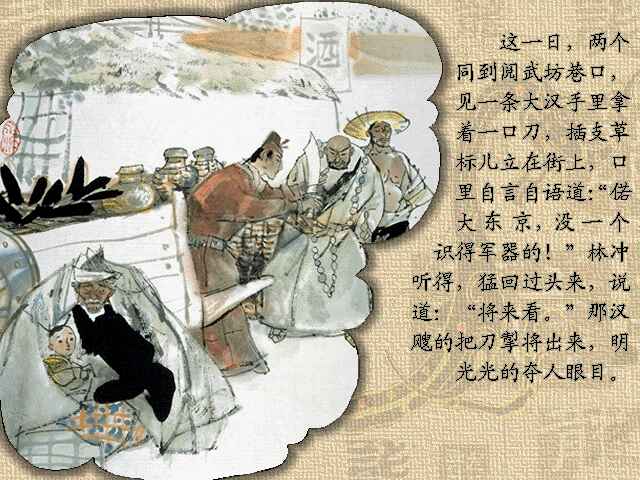 酒
这一日，两个
同到阅武坊巷口，
见一条大汉手里拿
着一口刀，插支草
标儿立在街上，口
里自言自语道：“偌
大东京，没一个
识得军器的！”林冲
听得，猛回过头来，说
道：“将来看。”那汉
飕的把刀掣将出来，明
光光的夺人眼目。